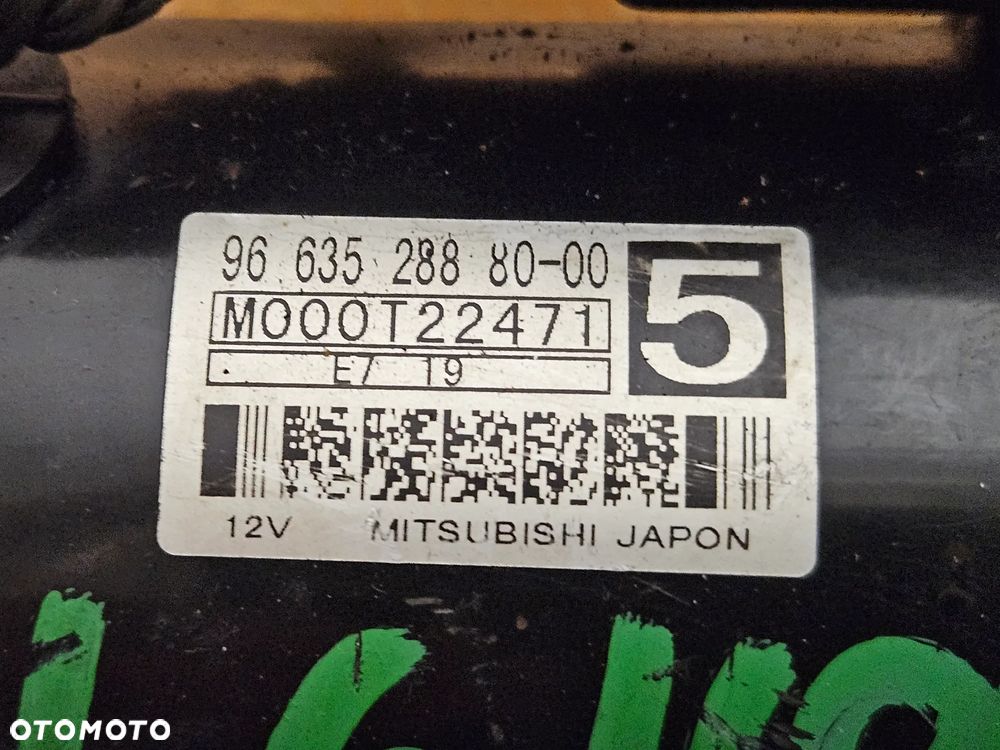 96 635 288 80-00
5
M000T22471
E7 19
12V MITSUBISHI JAPON
OTOMOTO